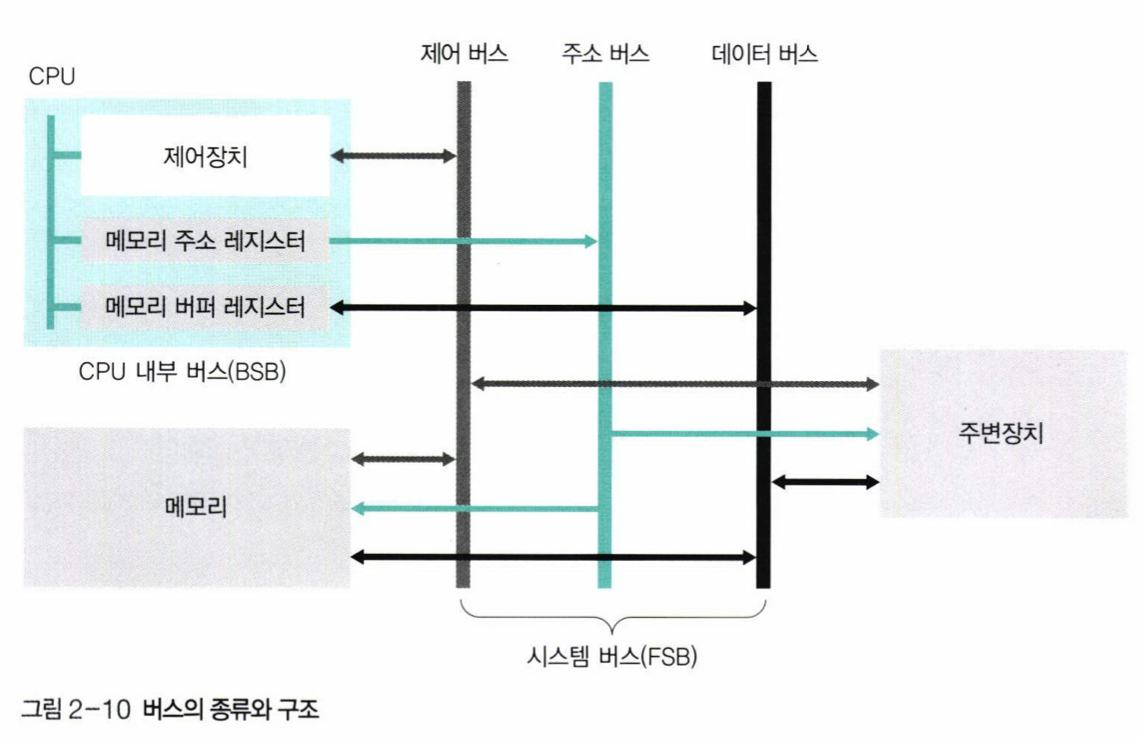 제어 버스
주소 버스
데이터 버스
CPU
제어장치
메모리 주소 레지스터
메모리 버퍼 레지스터
CPU 내부 버스(BSB)
주변장치
메모리
시스템 버스(FSB)
그림 2-10 버스의 종류와 구조